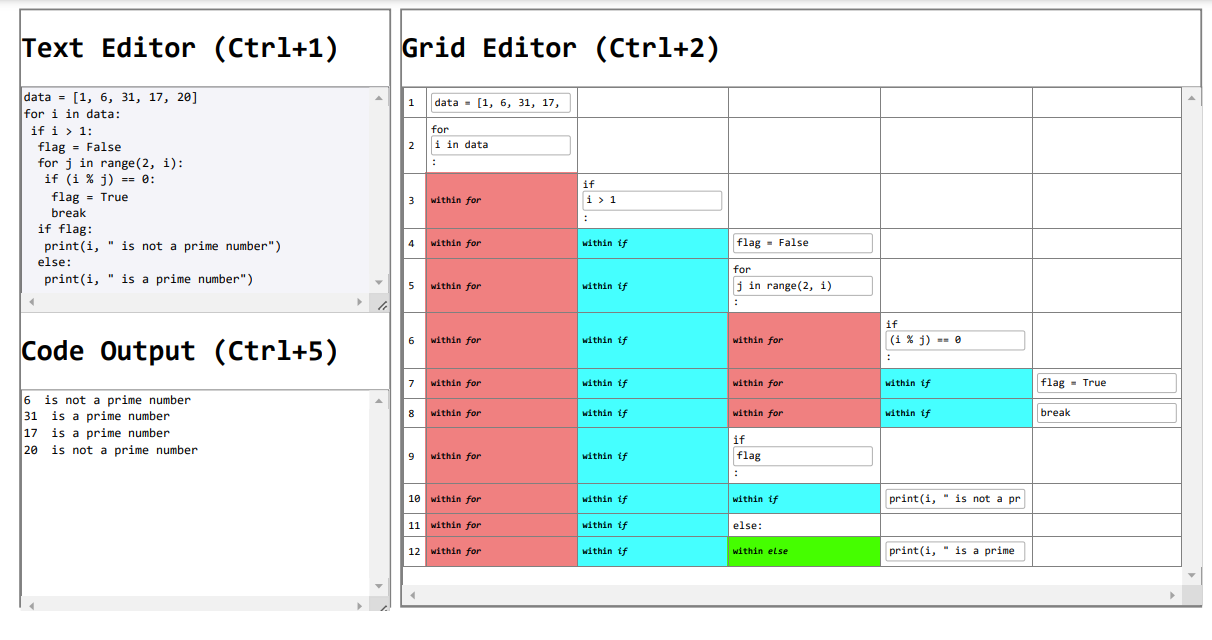 Text Editor (Ctrl+1)
data = [1, 6, 31, 17, 20]
for i in data:
 if i > 1:
  flag = False
  for j in range(2, i):
   if (i % j) == 0:
    flag = True
    break
  if flag:
   print(i, " is not a prime number")
  else:
   print(i, " is a prime number")
Code Output (Ctrl+5)
6  is not a prime number
31  is a prime number
17  is a prime number
20  is not a prime number
Grid Editor (Ctrl+2)
1 data = [1, 6, 31, 17,
for
2 i in data
:
if
3 within for i > 1
:
4 within for within if flag = False
for
5 within for within if j in range(2, i)
:
if
6 within for within if within for (i % j) == 0
:
7 within for within if within for within if flag = True
8 within for within if within for within if break
if
9 within for within if flag
:
10 within for within if within if print(i, " is not a pr
11 within for within if else:
12 within for within if within else print(i, " is a prime